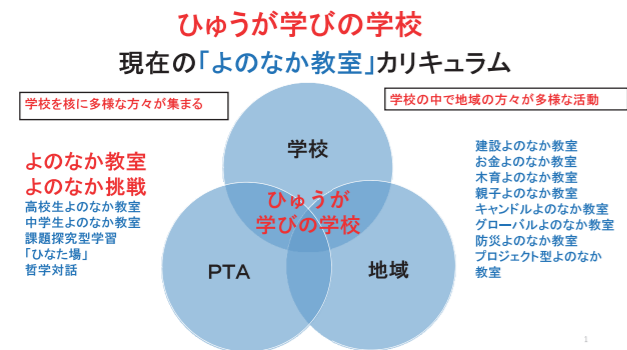 ひゅうが学びの学校
現在の「よのなか教室」カリキュラム
学校を核に多様な方々が集まる
学校の中で地域の方々が多様な活動
よのなか教室
よのなか挑戦
高校生よのなか教室
中学生よのなか教室
課題探究型学習
「ひなた場」
哲学対話
学校
ひゅうが
学びの学校
PTA
地域
建設よのなか教室
お金よのなか教室
木育よのなか教室
親子よのなか教室
キャンドルよのなか教室
グローバルよのなか教室
防災よのなか教室
プロジェクト型よのなか
教室
1